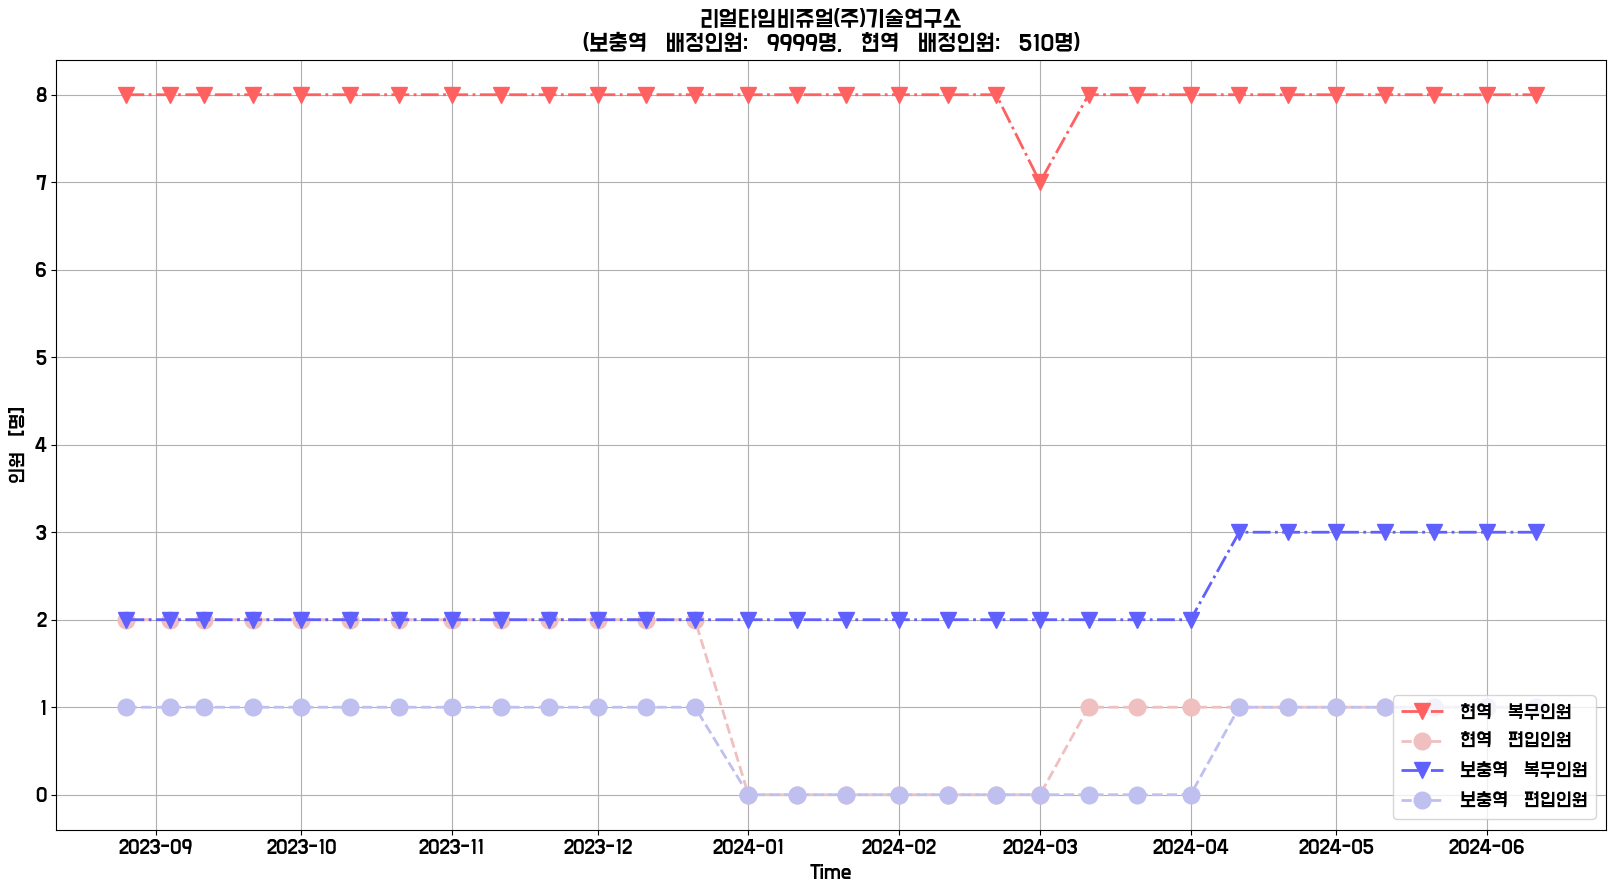 리얼타임비쥬얼(주)기술연구소
(보충역 배정인원: 9999명, 현역 배정인원: 510명)
8
7
6
5
4
3
2
1
0
인원 [명]
2023-09 2023-10 2023-11 2023-12 2024-01 2024-02 2024-03 2024-04 2024-05 2024-06
Time
현역 복무인원
현역 편입인원
보충역 복무인원
보충역 편입인원